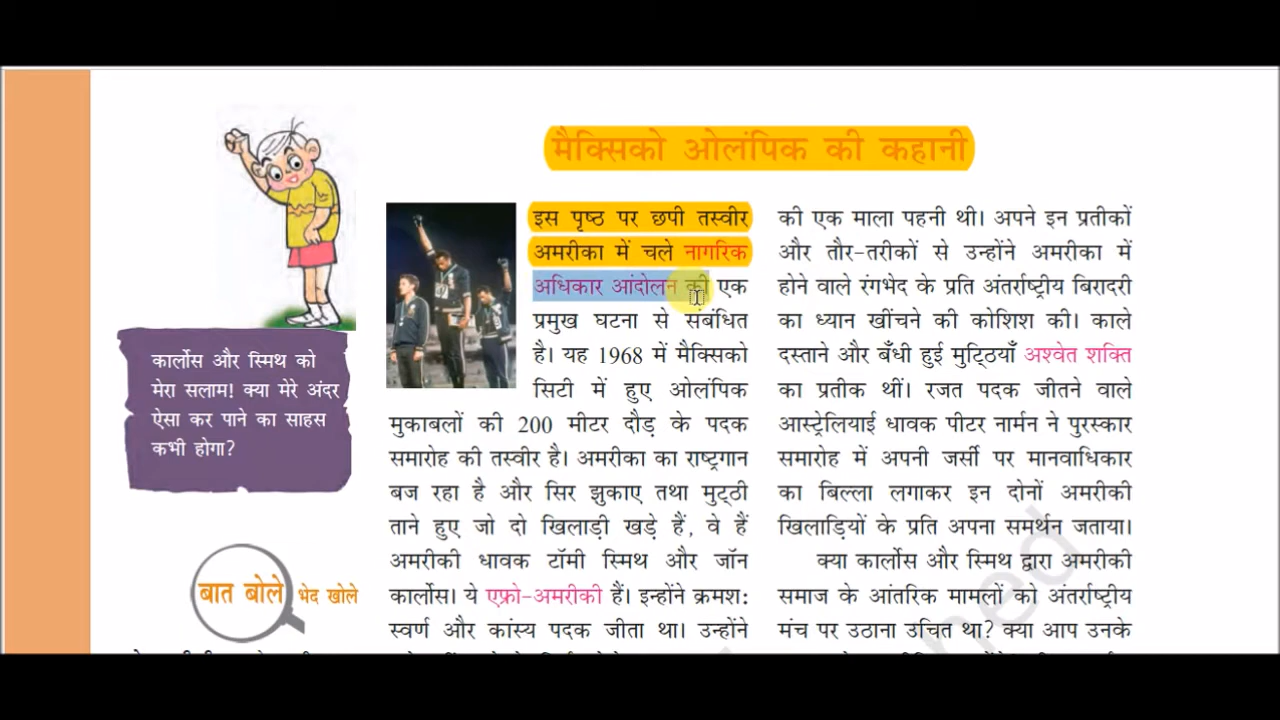 मैक्सिको ओलंपिक की कहानी
कार्लोस और स्मिथ को
मेरा सलाम! क्या मेरे अंदर
ऐसा कर पाने का साहस
कभी होगा?
बात बोले भेद खोले
इस पृष्ठ पर छपी तस्वीर
अमरीका में चले नागरिक
अधिकार आंदोलन की एक
प्रमुख घटना से संबंधित
है। यह 1968 में मैक्सिको
सिटी में हुए ओलंपिक
मुकाबलों की 200 मीटर दौड़ के पदक
समारोह की तस्वीर है। अमरीका का राष्ट्रगान
बज रहा है और सिर झुकाए तथा मुट्ठी
ताने हुए जो दो खिलाड़ी खड़े हैं, वे हैं
अमरीकी धावक टॉमी स्मिथ और जॉन
कार्लोस। ये एफ्रो-अमरीकी हैं। इन्होंने क्रमश:
स्वर्ण और कांस्य पदक जीता था। उन्होंने
की एक माला पहनी थी। अपने इन प्रतीकों
और तौर-तरीकों से उन्होंने अमरीका में
होने वाले रंगभेद के प्रति अंतर्राष्ट्रीय बिरादरी
का ध्यान खींचने की कोशिश की। काले
दस्ताने और बँधी हुई मुट्ठियाँ अश्वेत शक्ति
का प्रतीक थीं। रजत पदक जीतने वाले
आस्ट्रेलियाई धावक पीटर नार्मन ने पुरस्कार
समारोह में अपनी जर्सी पर मानवाधिकार
का बिल्ला लगाकर इन दोनों अमरीकी
खिलाड़ियों के प्रति अपना समर्थन जताया।
क्या कार्लोस और स्मिथ द्वारा अमरीकी
समाज के आंतरिक मामलों को अंतर्राष्ट्रीय
मंच पर उठाना उचित था? क्या आप उनके